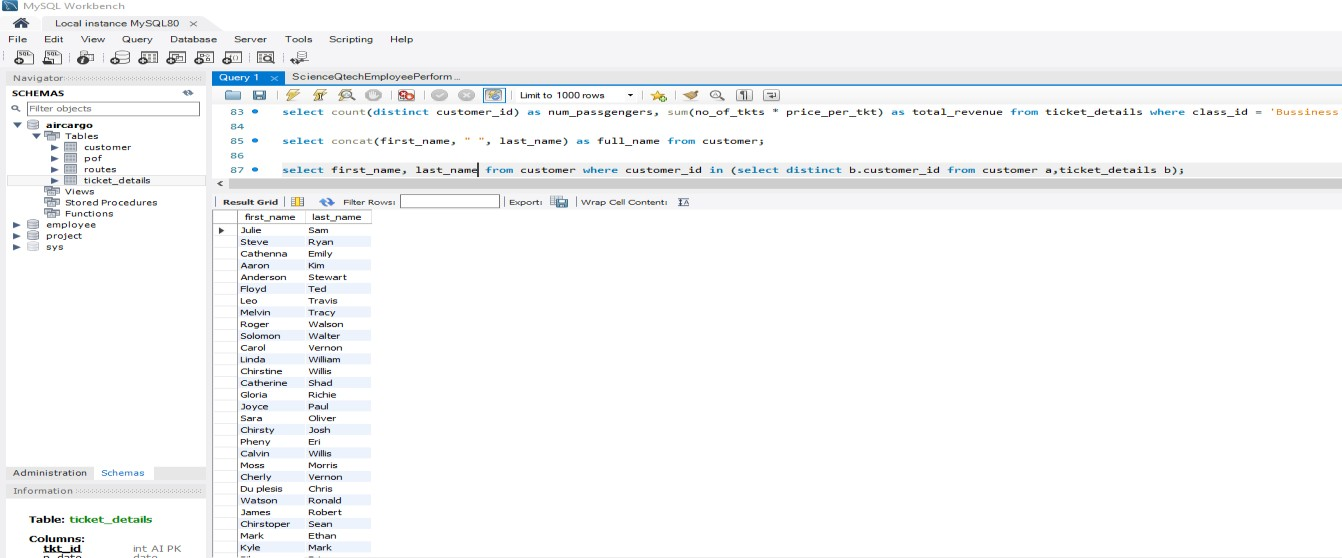 MySQL Workbench
Local instance MySQL80
File Edit View Query Database Server Tools Scripting Help
Navigator
SCHEMAS
Filter objects
aircargo
Tables
customer
pof
routes
ticket_details
Views
Stored Procedures
Functions
employee
project
sys
Administration Schemas
Information
Table: ticket_details
Columns:
tkt_id int AI PK
p_date date
Query 1 ScienceQtechEmployeePerform...
Limit to 1000 rows
83 select count(distinct customer_id) as num_passgengers, sum(no_of_tkts * price_per_tkt) as total_revenue from ticket_details where class_id = 'Bussiness
84
85 select concat(first_name, " ", last_name) as full_name from customer;
86
87 select first_name, last_name from customer where customer_id in (select distinct b.customer_id from customer a,ticket_details b);
Result Grid Filter Rows: Export: Wrap Cell Content: IA
first_name last_name
Julie Sam
Steve Ryan
Cathenna Emily
Aaron Kim
Anderson Stewart
Floyd Ted
Leo Travis
Melvin Tracy
Roger Walson
Solomon Walter
Carol Vernon
Linda William
Chirstine Willis
Catherine Shad
Gloria Richie
Joyce Paul
Sara Oliver
Chirsty Josh
Pheny Eri
Calvin Willis
Moss Morris
Cherly Vernon
Du plesis Chris
Watson Ronald
James Robert
Chirstoper Sean
Mark Ethan
Kyle Mark